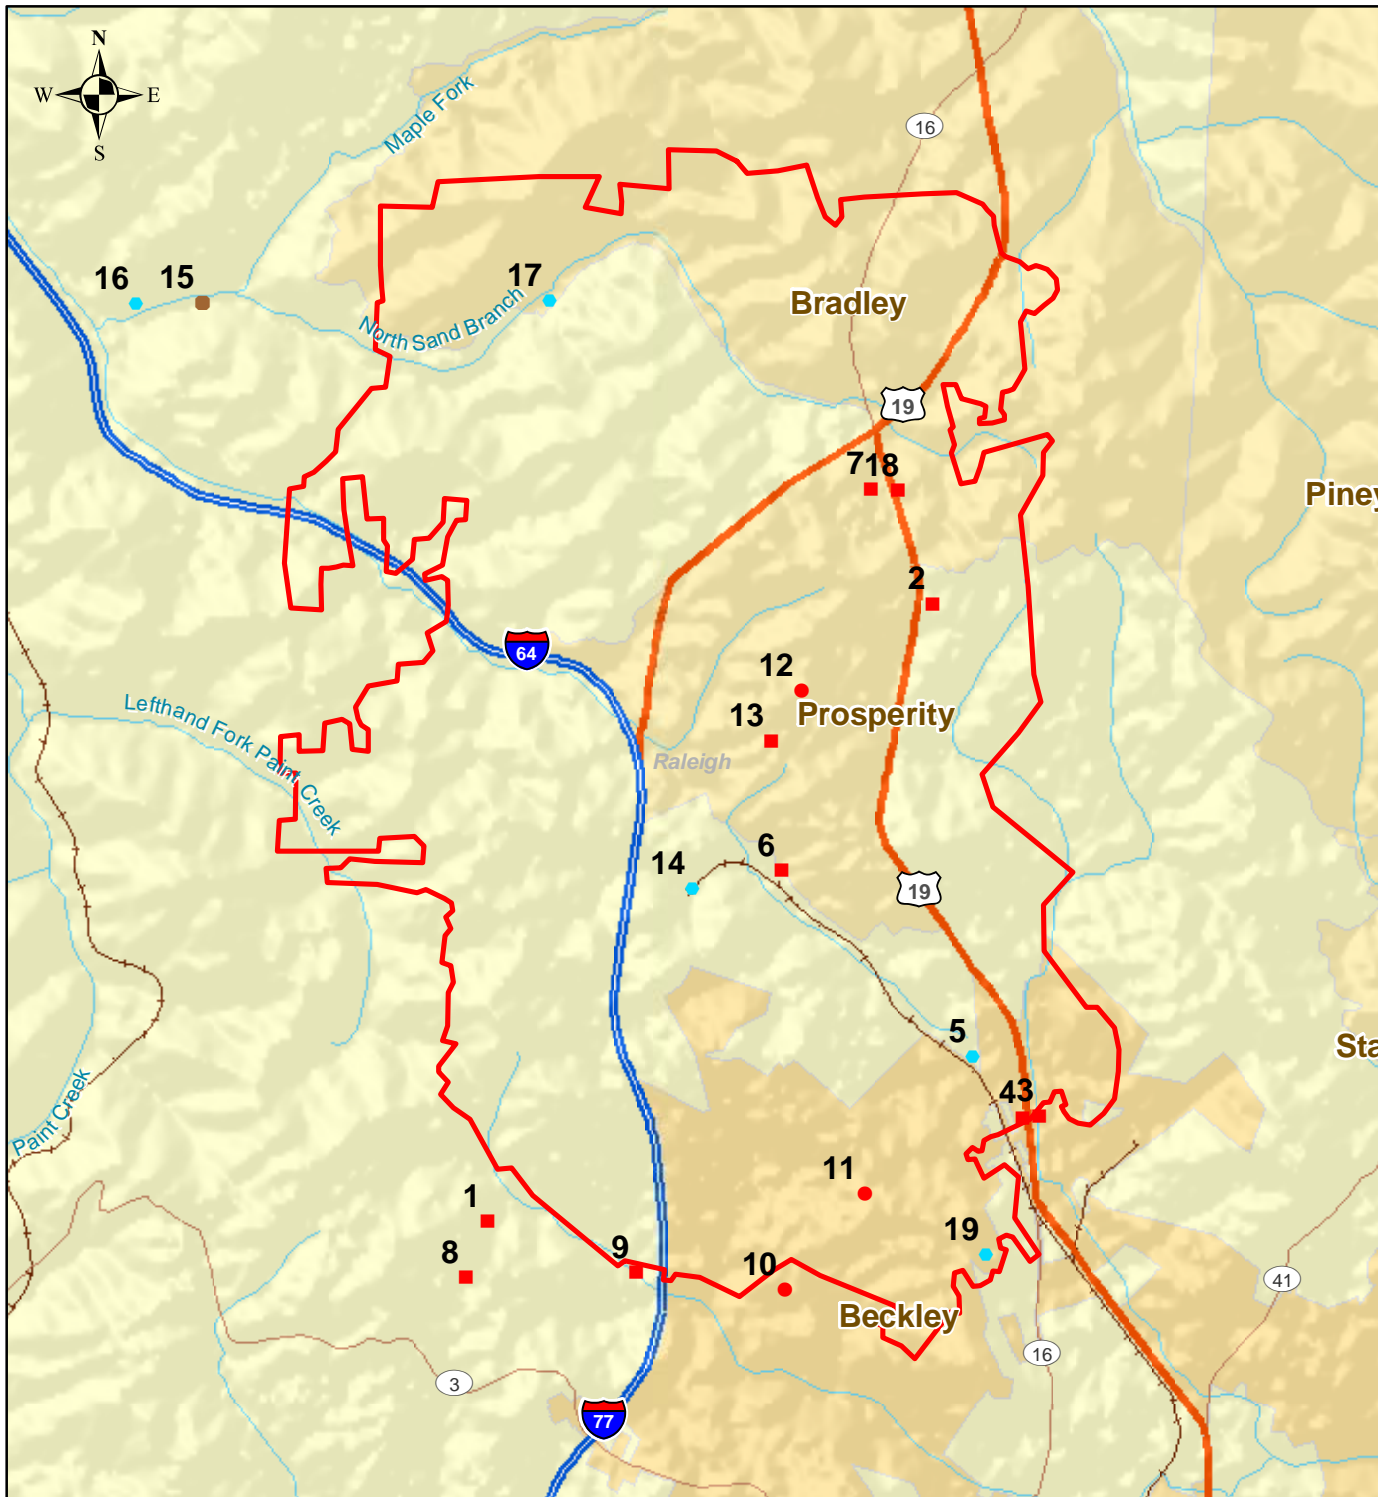 N
W E
S
Maple Fork
16
16 15
17
North Sand Branch
Bradley
19
718
Piney
2
64
12
13
Prosperity
Lefthand Fork Paint Creek
Raleigh
14
6
19
5
Sta
43
Paint Creek
11
1
19
8
9
10
41
Beckley
16
3
77